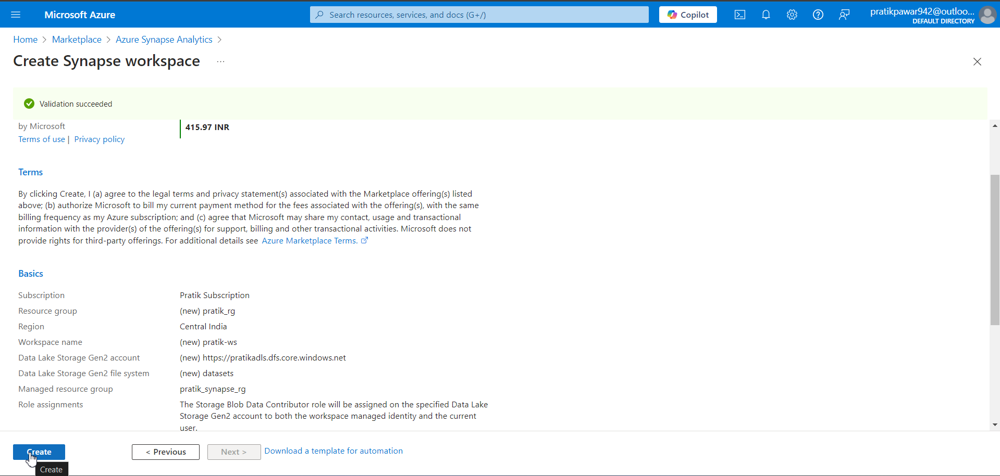 Microsoft Azure
Search resources, services, and docs (G+/)
Copilot
pratikpawar942@outloo...
DEFAULT DIRECTORY
Home > Marketplace > Azure Synapse Analytics >
Create Synapse workspace ...
Validation succeeded
by Microsoft
Terms of use | Privacy policy
415.97 INR
Terms
By clicking Create, I (a) agree to the legal terms and privacy statement(s) associated with the Marketplace offering(s) listed
above; (b) authorize Microsoft to bill my current payment method for the fees associated with the offering(s), with the same
billing frequency as my Azure subscription; and (c) agree that Microsoft may share my contact, usage and transactional
information with the provider(s) of the offering(s) for support, billing and other transactional activities. Microsoft does not
provide rights for third-party offerings. For additional details see Azure Marketplace Terms.
Basics
Subscription Pratik Subscription
Resource group (new) pratik_rg
Region Central India
Workspace name (new) pratik-ws
Data Lake Storage Gen2 account (new) https://pratikadls.dfs.core.windows.net
Data Lake Storage Gen2 file system (new) datasets
Managed resource group pratik_synapse_rg
Role assignments The Storage Blob Data Contributor role will be assigned on the specified Data Lake
Storage Gen2 account to both the workspace managed identity and the current
user.
Create < Previous Next > Download a template for automation
Create